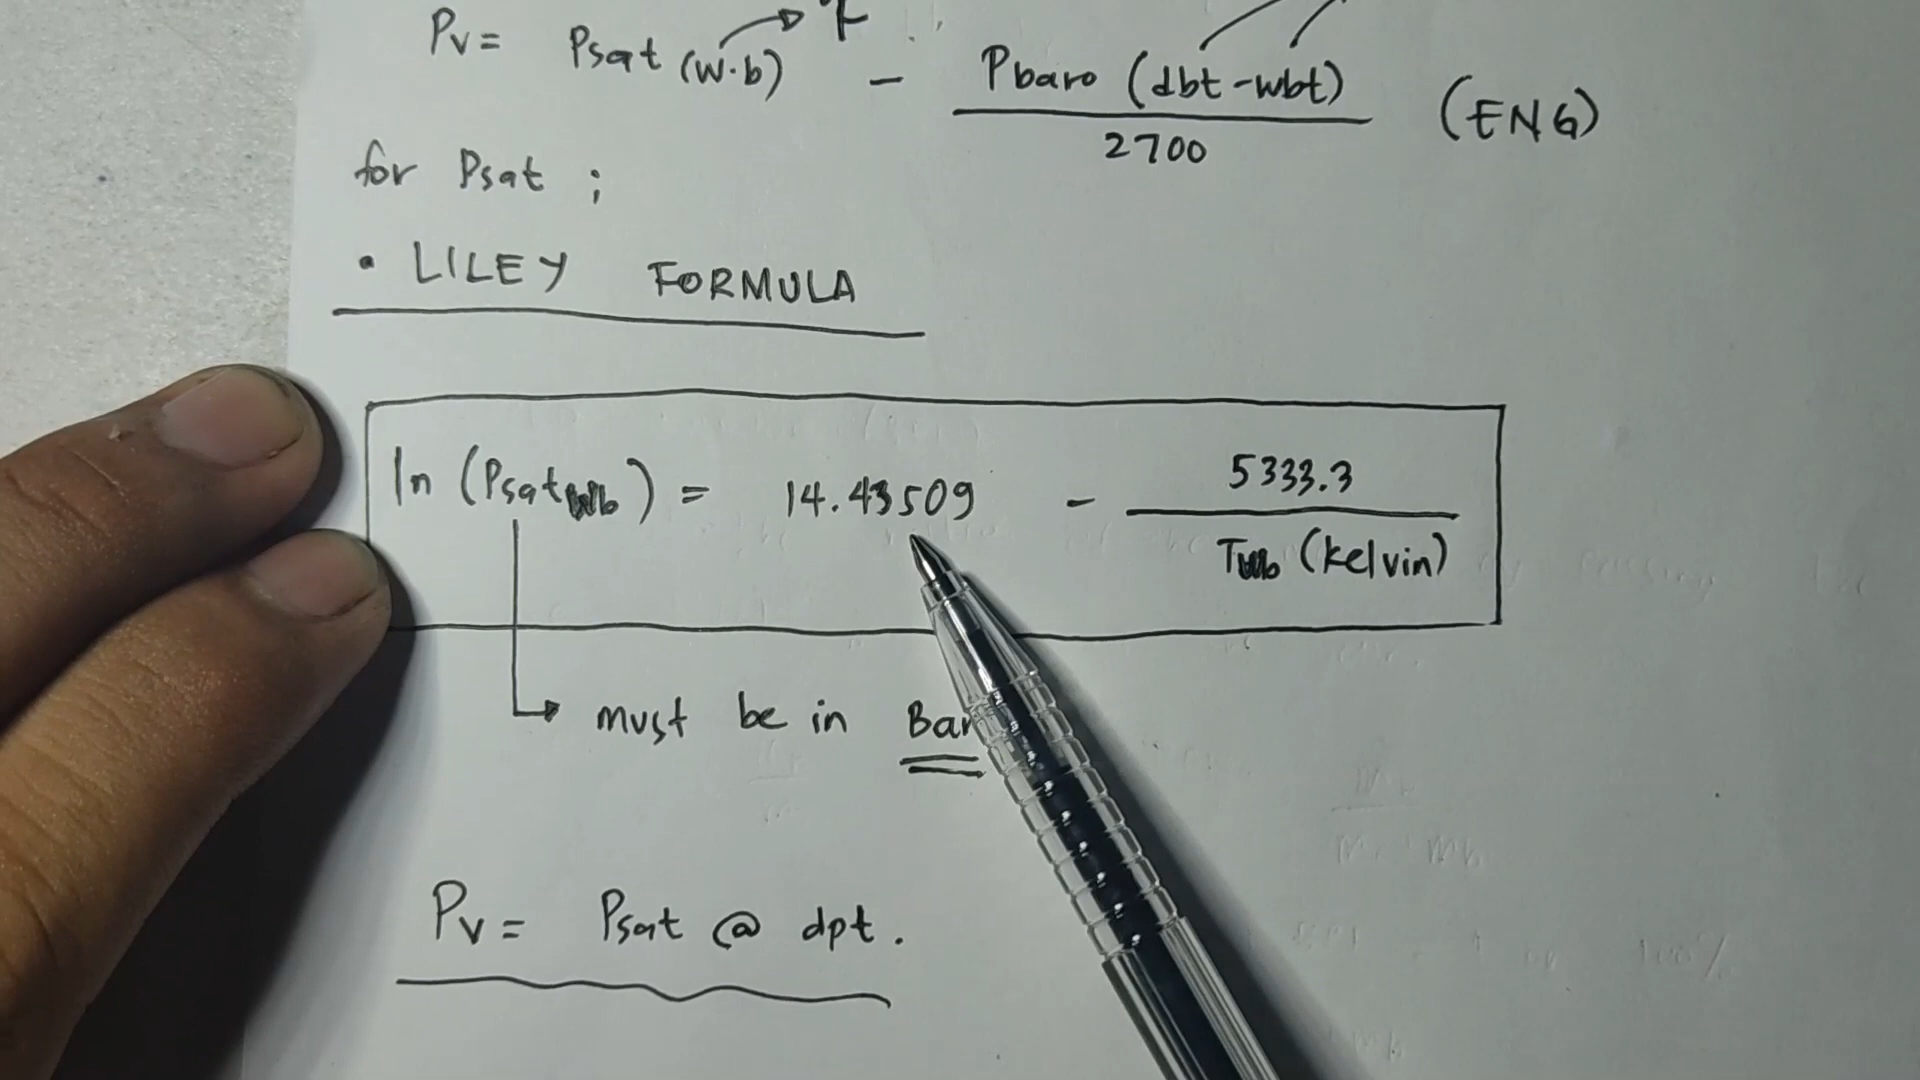 Pv = Psat (w.b) → °F - Pbaro (dbt - wbt) / 2700 (ENG)
for Psat ;
• LILEY FORMULA
ln (Psat wb) = 14.43509 - 5333.3 / Twb (kelvin)
↳ must be in Bar
Pv = Psat @ dpt.